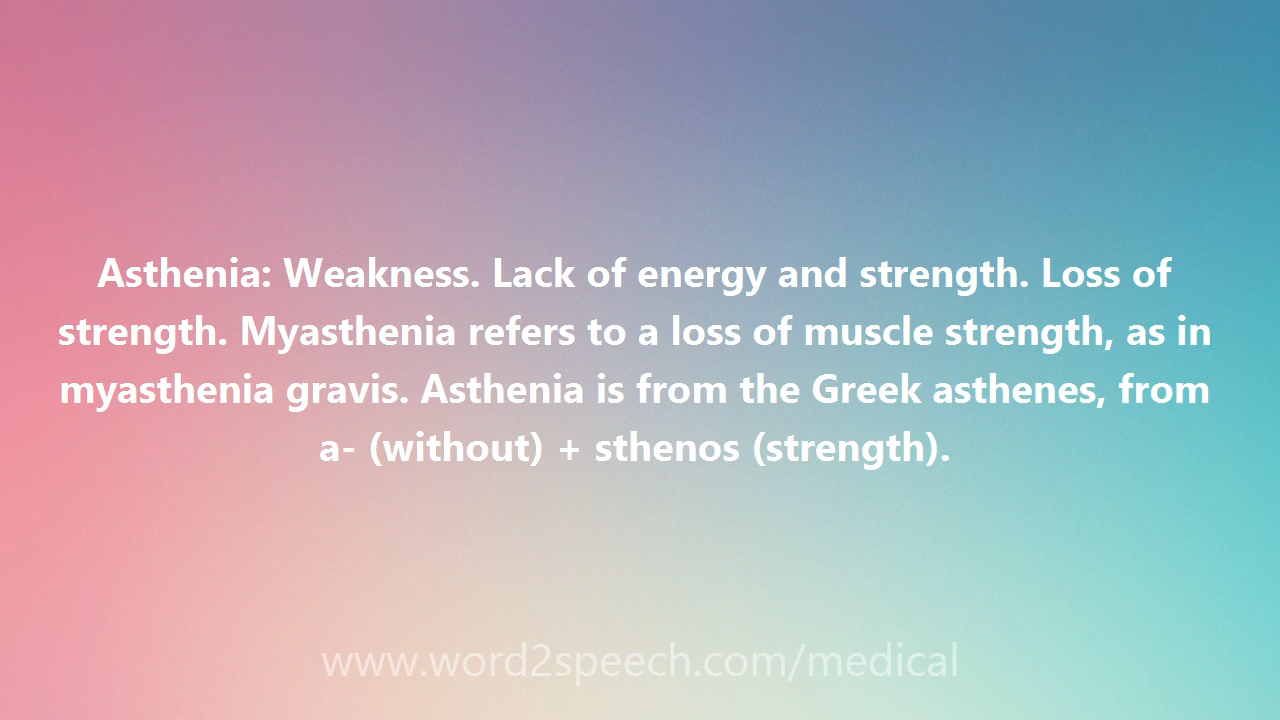 Asthenia: Weakness. Lack of energy and strength. Loss of
strength. Myasthenia refers to a loss of muscle strength, as in
myasthenia gravis. Asthenia is from the Greek asthenes, from
a- (without) + sthenos (strength).
www.word2speech.com/medical